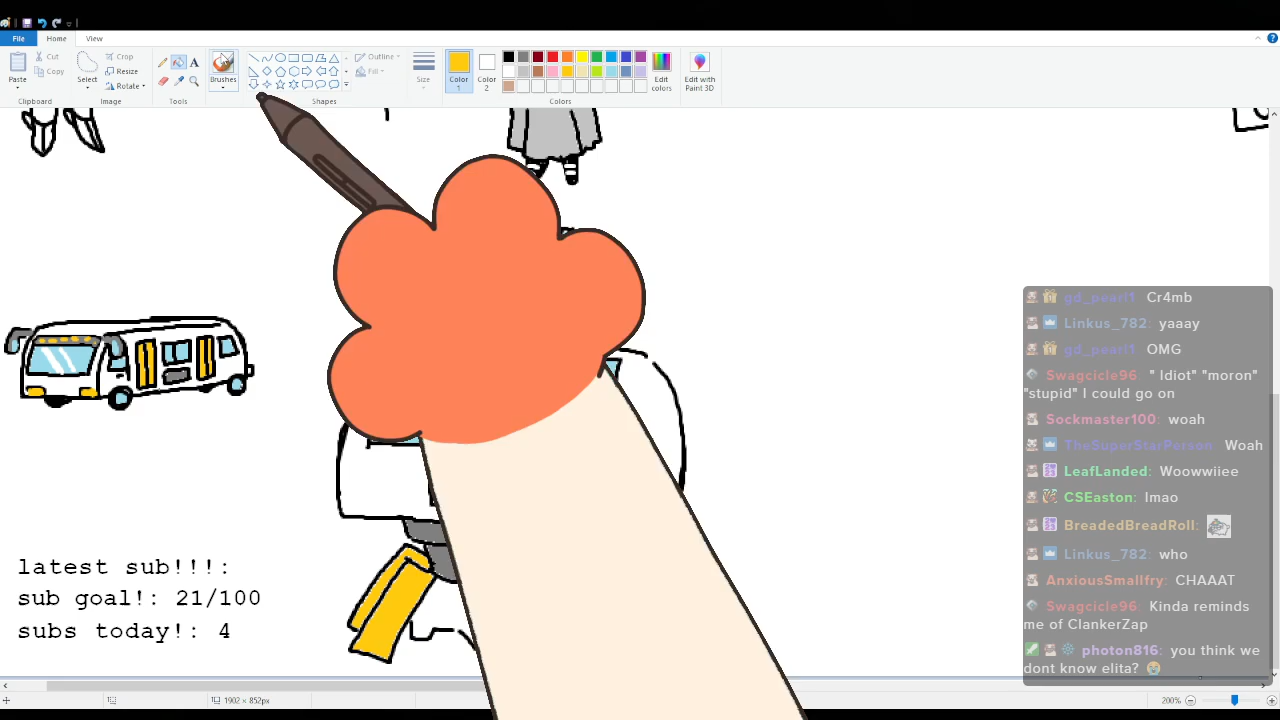 File
Home
View
Cut
Copy
Paste
Clipboard
Crop
Resize
Rotate
Select
Image
A
Tools
Brushes
Outline
Fill
Shapes
Size
Color
1
Color
2
Edit
colors
Colors
Edit with
Paint 3D
gd_pearl1 Cr4mb
Linkus_782: yaaay
gd_pearl1 OMG
Swagcicle96: " Idiot" "moron"
"stupid" I could go on
Sockmaster100: woah
TheSuperStarPerson: Woah
LeafLanded: Woowwiiee
CSEaston: lmao
BreadedBreadRoll:
Linkus_782: who
AnxiousSmallfry: CHAAAT
Swagcicle96: Kinda reminds
me of ClankerZap
photon816: you think we
dont know elita?
latest sub!!!:
sub goal!: 21/100
subs today!: 4
1902 × 852px
200%